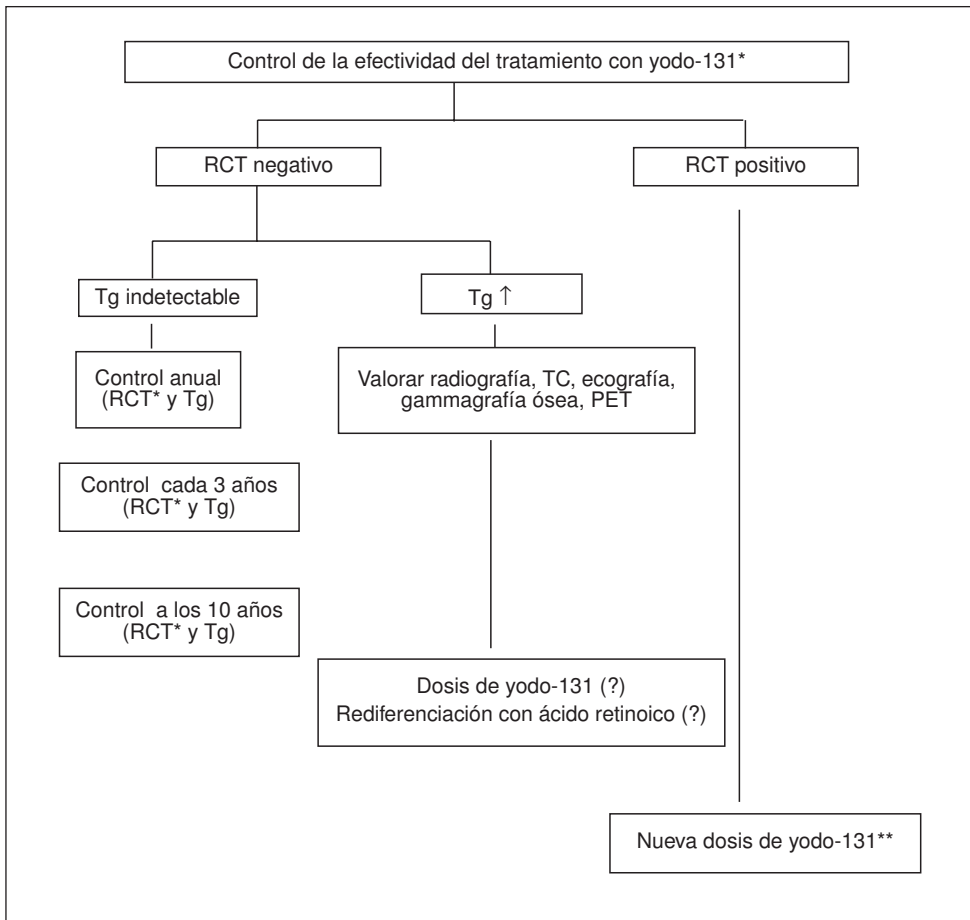 Control de la efectividad del tratamiento con yodo-131*
RCT negativo
RCT positivo
Tg indetectable
Tg ↑
Control anual
(RCT* y Tg)
Valorar radiografía, TC, ecografía,
gammagrafía ósea, PET
Control cada 3 años
(RCT* y Tg)
Control a los 10 años
(RCT* y Tg)
Dosis de yodo-131 (?)
Rediferenciación con ácido retinoico (?)
Nueva dosis de yodo-131**